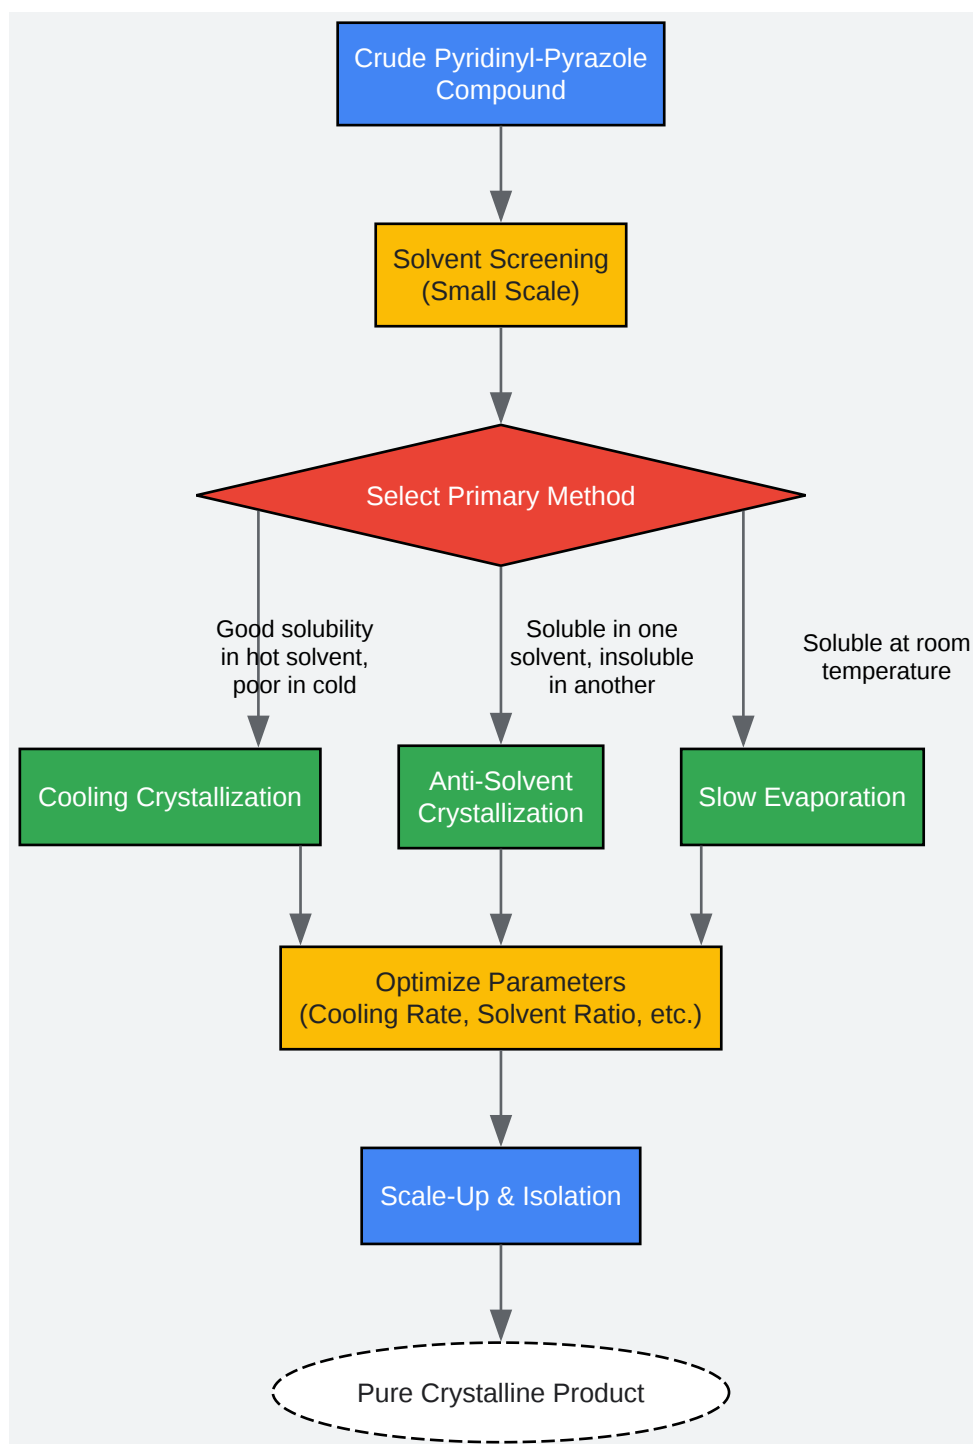 Crude Pyridinyl-Pyrazole
Compound
Solvent Screening
(Small Scale)
Select Primary Method
Good solubility
in hot solvent,
poor in cold
Soluble in one
solvent, insoluble
in another
Soluble at room
temperature
Cooling Crystallization
Anti-Solvent
Crystallization
Slow Evaporation
Optimize Parameters
(Cooling Rate, Solvent Ratio, etc.)
Scale-Up & Isolation
Pure Crystalline Product